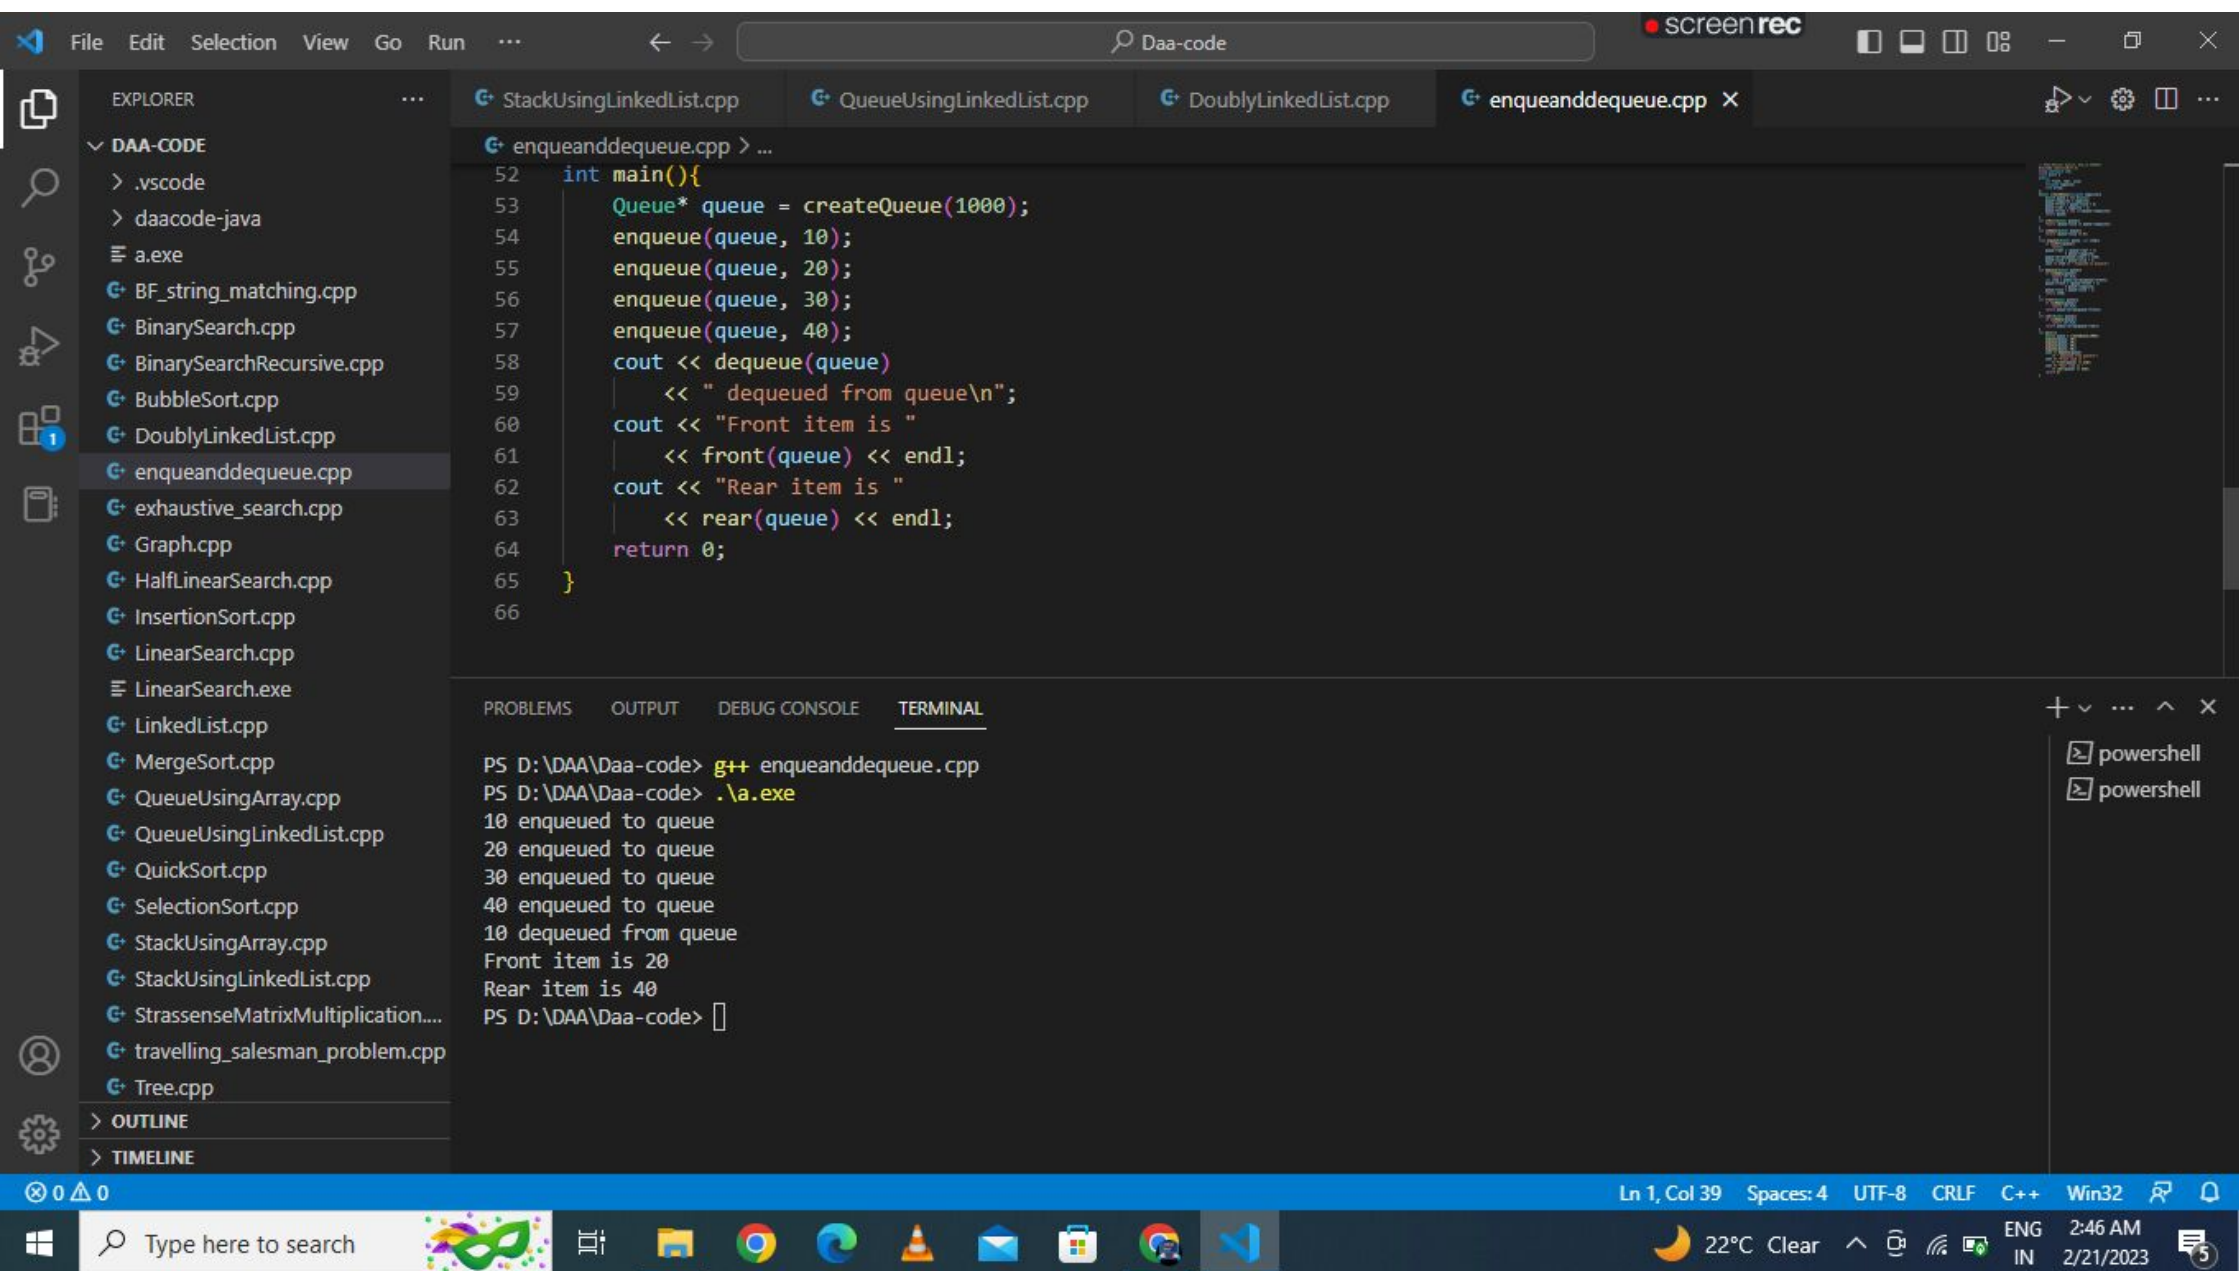 screenrec
File Edit Selection View Go Run ...
Daa-code
EXPLORER ...
StackUsingLinkedList.cpp
QueueUsingLinkedList.cpp
DoublyLinkedList.cpp
enqueanddequeue.cpp
DAA-CODE
.vscode
daacode-java
a.exe
BF_string_matching.cpp
BinarySearch.cpp
BinarySearchRecursive.cpp
BubbleSort.cpp
DoublyLinkedList.cpp
enqueanddequeue.cpp
exhaustive_search.cpp
Graph.cpp
HalfLinearSearch.cpp
InsertionSort.cpp
LinearSearch.cpp
LinearSearch.exe
LinkedList.cpp
MergeSort.cpp
QueueUsingArray.cpp
QueueUsingLinkedList.cpp
QuickSort.cpp
SelectionSort.cpp
StackUsingArray.cpp
StackUsingLinkedList.cpp
StrassenseMatrixMultiplication....
travelling_salesman_problem.cpp
Tree.cpp
OUTLINE
TIMELINE
1
enqueanddequeue.cpp > ...
52 int main(){
53 Queue* queue = createQueue(1000);
54 enqueue(queue, 10);
55 enqueue(queue, 20);
56 enqueue(queue, 30);
57 enqueue(queue, 40);
58 cout << dequeue(queue)
59 << " dequeued from queue\n";
60 cout << "Front item is "
61 << front(queue) << endl;
62 cout << "Rear item is "
63 << rear(queue) << endl;
64 return 0;
65 }
66
PROBLEMS OUTPUT DEBUG CONSOLE TERMINAL
PS D:\DAA\Daa-code> g++ enqueanddequeue.cpp
PS D:\DAA\Daa-code> .\a.exe
10 enqueued to queue
20 enqueued to queue
30 enqueued to queue
40 enqueued to queue
10 dequeued from queue
Front item is 20
Rear item is 40
PS D:\DAA\Daa-code>
powershell
powershell
0 0
Ln 1, Col 39 Spaces: 4 UTF-8 CRLF C++ Win32
Type here to search
22°C Clear
ENG
IN
2:46 AM
2/21/2023
5